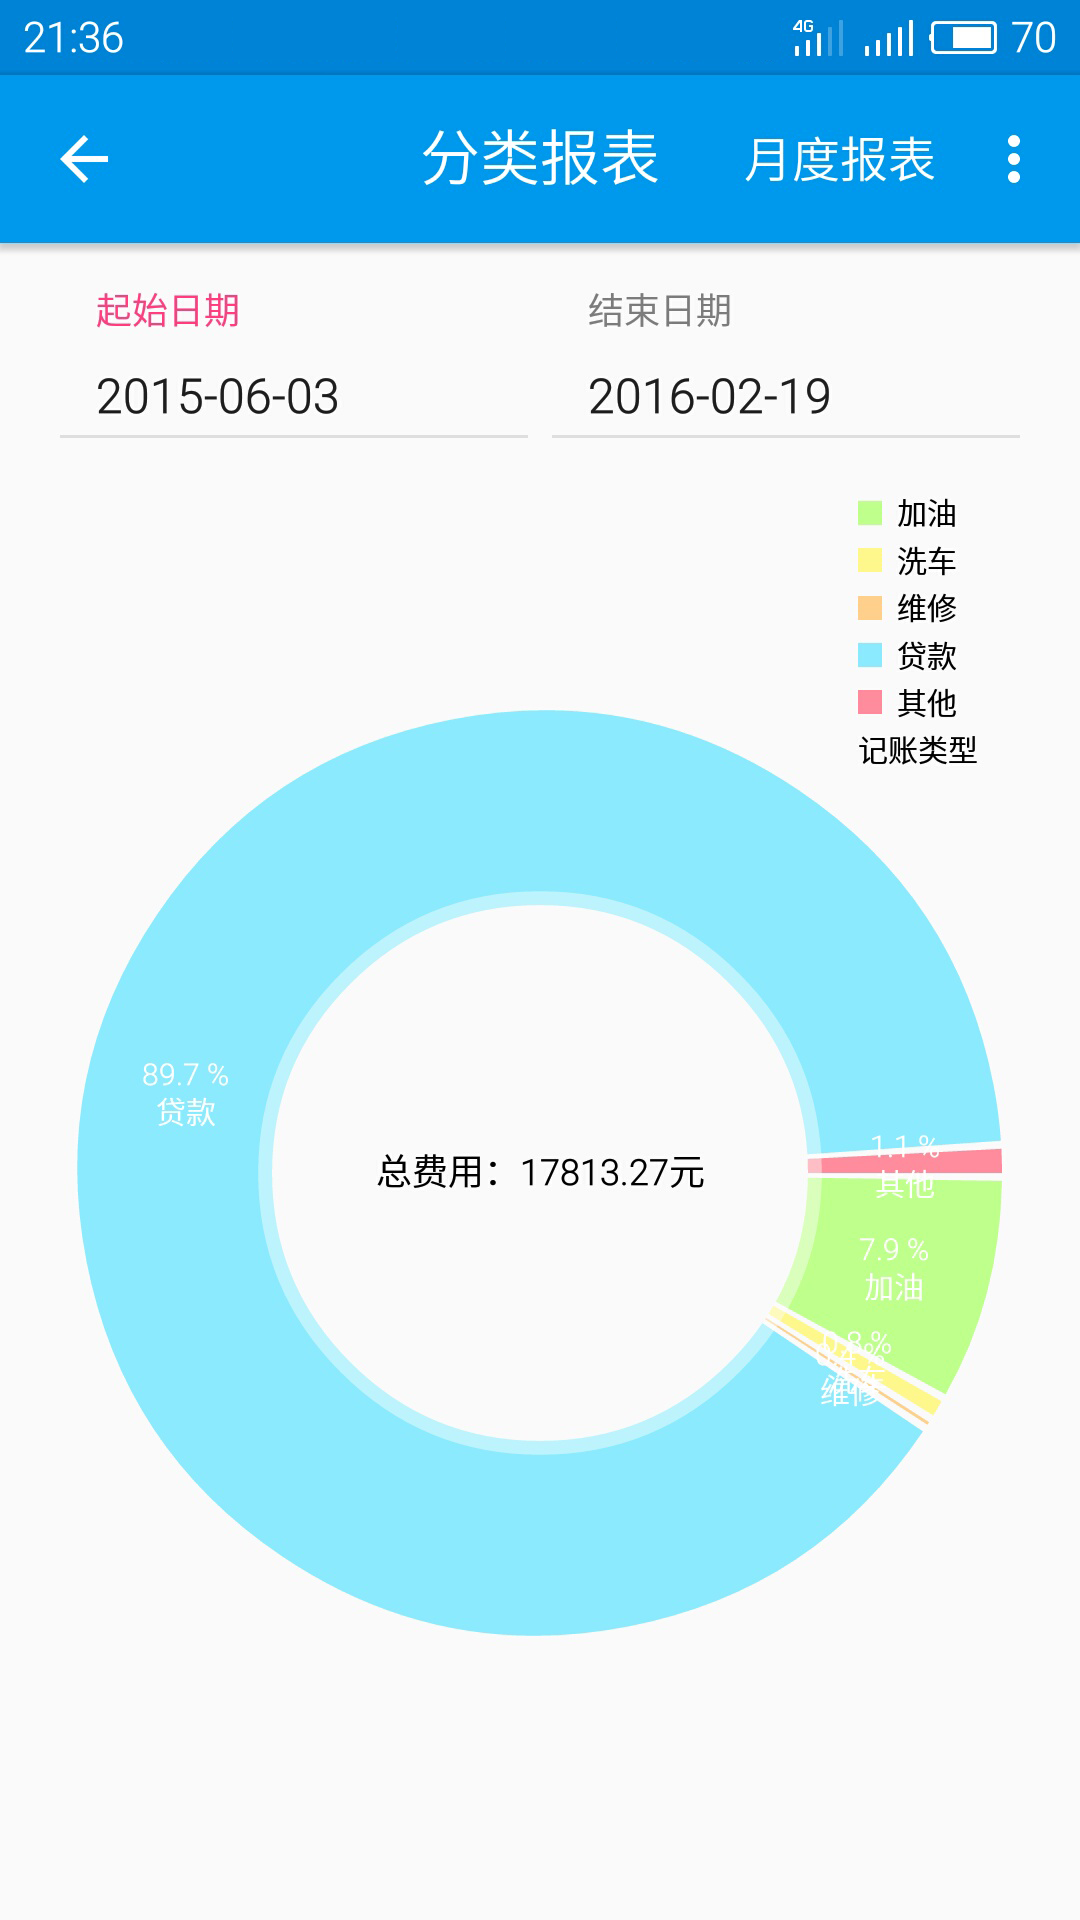 21:36
4G
70
分类报表
月度报表
起始日期
结束日期
2015-06-03
2016-02-19
加油
洗车
维修
贷款
其他
记账类型
89.7 %
贷款
总费用：17813.27元
1.1 %
其他
7.9 %
加油
0.8 %
维修